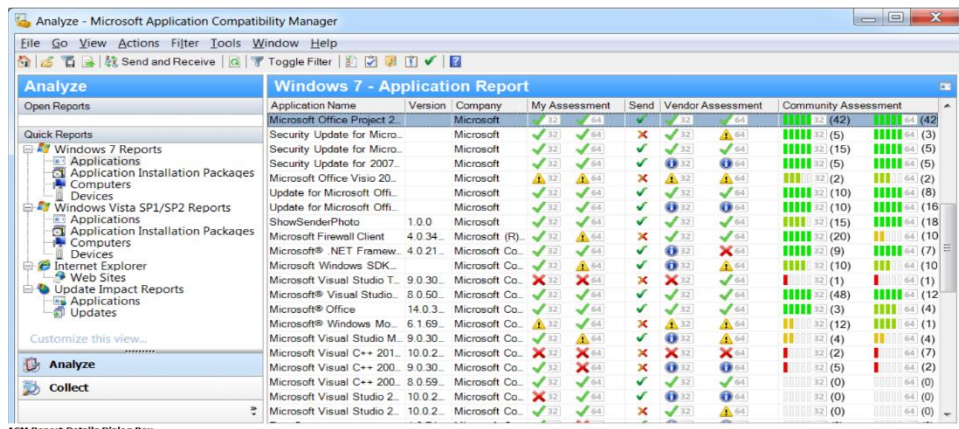 Analyze - Microsoft Application Compatibility Manager
File Go View Actions Filter Tools Window Help
Send and Receive Toggle Filter
Analyze
Open Reports
Quick Reports
Windows 7 Reports
Applications
Application Installation Packages
Computers
Devices
Windows Vista SP1/SP2 Reports
Applications
Application Installation Packages
Computers
Devices
Internet Explorer
Web Sites
Update Impact Reports
Applications
Updates
Customize this view...
Analyze
Collect
Windows 7 - Application Report
Application Name Version Company My Assessment Send Vendor Assessment Community Assessment
Microsoft Office Project 2... Microsoft 32 64 32 64 32 (42) 64 (42
Security Update for Micro... Microsoft 32 64 32 64 32 (5) 64 (3)
Security Update for Micro... Microsoft 32 64 32 64 32 (15) 64 (5)
Security Update for 2007... Microsoft 32 64 32 64 32 (5) 64 (5)
Microsoft Office Visio 20... Microsoft 32 64 32 64 32 (2) 64 (2)
Update for Microsoft Offi... Microsoft 32 64 32 64 32 (10) 64 (8)
Update for Microsoft Offi... Microsoft 32 64 32 64 32 (10) 64 (16
ShowSenderPhoto 1.0.0 Microsoft 32 64 32 64 32 (15) 64 (18
Microsoft Firewall Client 4.0.34... Microsoft (R)... 32 64 32 64 32 (20) 64 (10
Microsoft® .NET Framew... 4.0.21... Microsoft Co... 32 64 32 64 32 (9) 64 (7)
Microsoft Windows SDK... Microsoft Co... 32 64 32 64 32 (10) 64 (10
Microsoft Visual Studio T... 9.0.30... Microsoft Co... 32 64 32 64 32 (1) 64 (1)
Microsoft® Visual Studio... 8.0.50... Microsoft Co... 32 64 32 64 32 (48) 64 (12
Microsoft® Office 14.0.3... Microsoft Co... 32 64 32 64 32 (3) 64 (4)
Microsoft® Windows Mo... 6.1.69... Microsoft Co... 32 64 32 64 32 (12) 64 (1)
Microsoft Visual Studio M... 9.0.30... Microsoft Co... 32 64 32 64 32 (4) 64 (4)
Microsoft Visual C++ 201... 10.0.2... Microsoft Co... 32 64 32 64 32 (2) 64 (7)
Microsoft Visual C++ 200... 9.0.30... Microsoft Co... 32 64 32 64 32 (5) 64 (2)
Microsoft Visual C++ 200... 8.0.59... Microsoft Co... 32 64 32 64 32 (0) 64 (0)
Microsoft Visual Studio 2... 10.0.2... Microsoft Co... 32 64 32 64 32 (0) 64 (0)
Microsoft Visual Studio 2... 10.0.2... Microsoft Co... 32 64 32 64 32 (0) 64 (0)